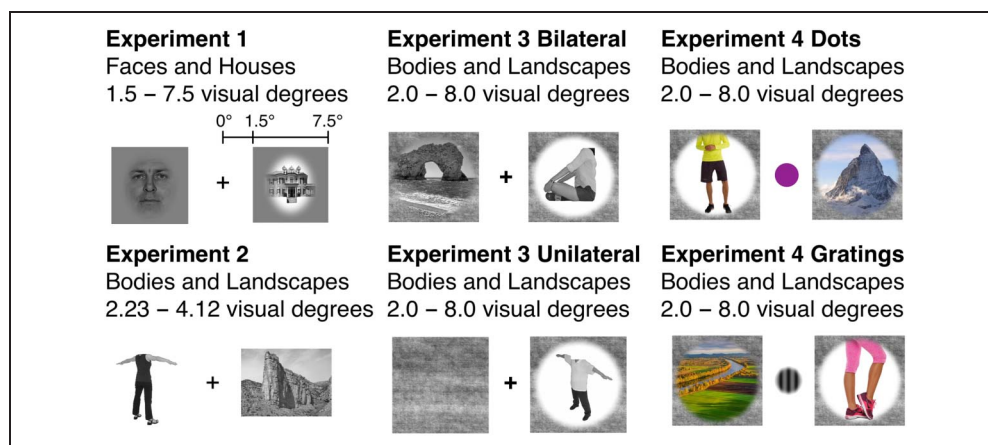 Experiment 1
Faces and Houses
1.5 – 7.5 visual degrees
0° 1.5° 7.5°
+
Experiment 2
Bodies and Landscapes
2.23 – 4.12 visual degrees
+
Experiment 3 Bilateral
Bodies and Landscapes
2.0 – 8.0 visual degrees
+
Experiment 3 Unilateral
Bodies and Landscapes
2.0 – 8.0 visual degrees
+
Experiment 4 Dots
Bodies and Landscapes
2.0 – 8.0 visual degrees
Experiment 4 Gratings
Bodies and Landscapes
2.0 – 8.0 visual degrees